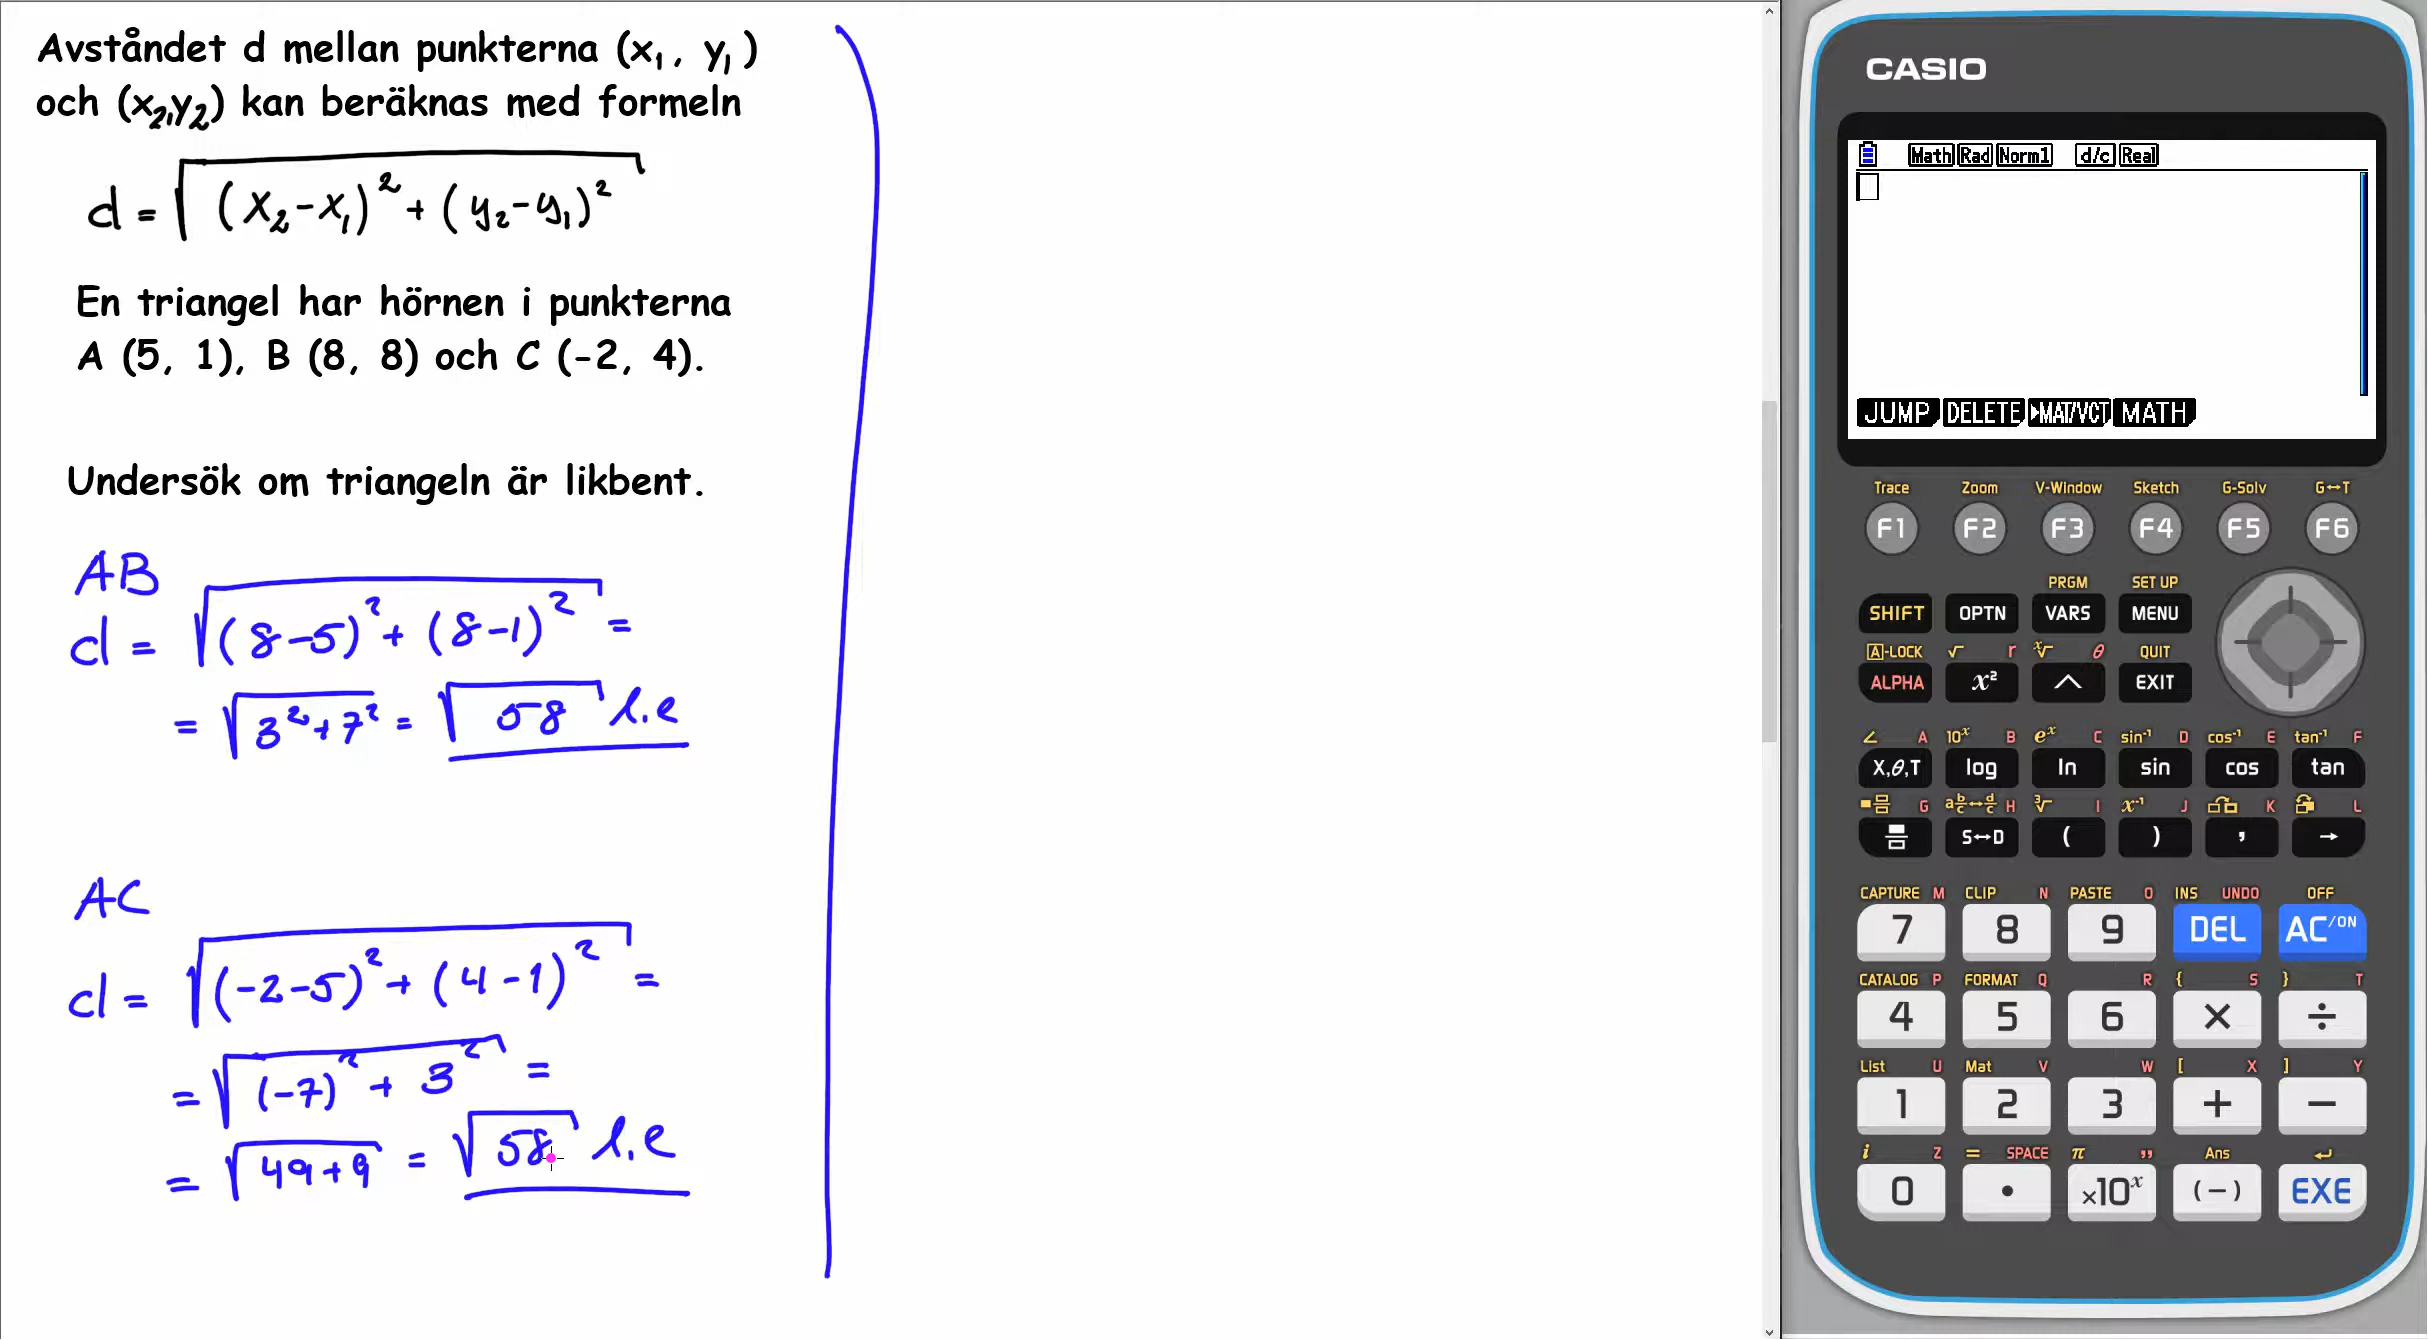 Avståndet d mellan punkterna (x₁, y₁)
och (x₂,y₂) kan beräknas med formeln
d = √((x₂-x₁)² + (y₂-y₁)²)
En triangel har hörnen i punkterna
A (5, 1), B (8, 8) och C (-2, 4).
Undersök om triangeln är likbent.
AB
d = √((8-5)² + (8-1)²) =
= √(3²+7²) = √58 l.e
AC
d = √((-2-5)² + (4-1)²) =
= √((-7)² + 3²) =
= √(49+9) = √58 l.e
CASIO
Math Rad Norm1 d/c Real
JUMP DELETE ▶MAT/VCT MATH
Trace Zoom V-Window Sketch G-Solv G↔T
F1 F2 F3 F4 F5 F6
PRGM SET UP
SHIFT OPTN VARS MENU
A-LOCK √ r ˣ√ θ QUIT
ALPHA x² ^ EXIT
∠ A 10ˣ B eˣ C sin⁻¹ D cos⁻¹ E tan⁻¹ F
X,θ,T log ln sin cos tan
G a b/c↔d/c H ³√ I x⁻¹ J K L
S↔D ( ) , →
CAPTURE M CLIP N PASTE O INS UNDO OFF
7 8 9 DEL AC/ON
CATALOG P FORMAT Q R { S } T
4 5 6 × ÷
List U Mat V W [ X ] Y
1 2 3 + −
i Z = SPACE π " Ans ↵
0 • ×10ˣ (−) EXE